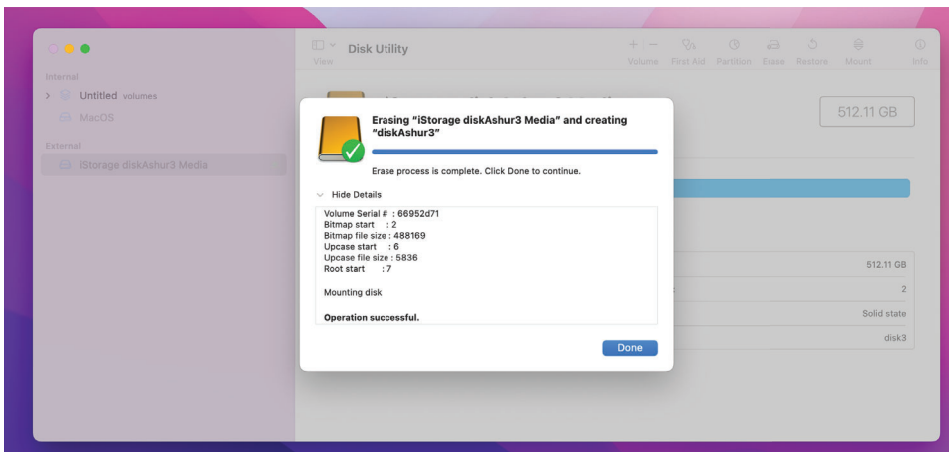 Disk Utility
View
Volume First Aid Partition Erase Restore Mount Info
Internal
Untitled volumes
MacOS
External
iStorage diskAshur3 Media
512.11 GB
Erasing “iStorage diskAshur3 Media” and creating
“diskAshur3”
Erase process is complete. Click Done to continue.
Hide Details
Volume Serial # : 66952d71
Bitmap start : 2
Bitmap file size : 488169
Upcase start : 6
Upcase file size : 5836
Root start :7
Mounting disk
Operation successful.
Done
512.11 GB
2
Solid state
disk3